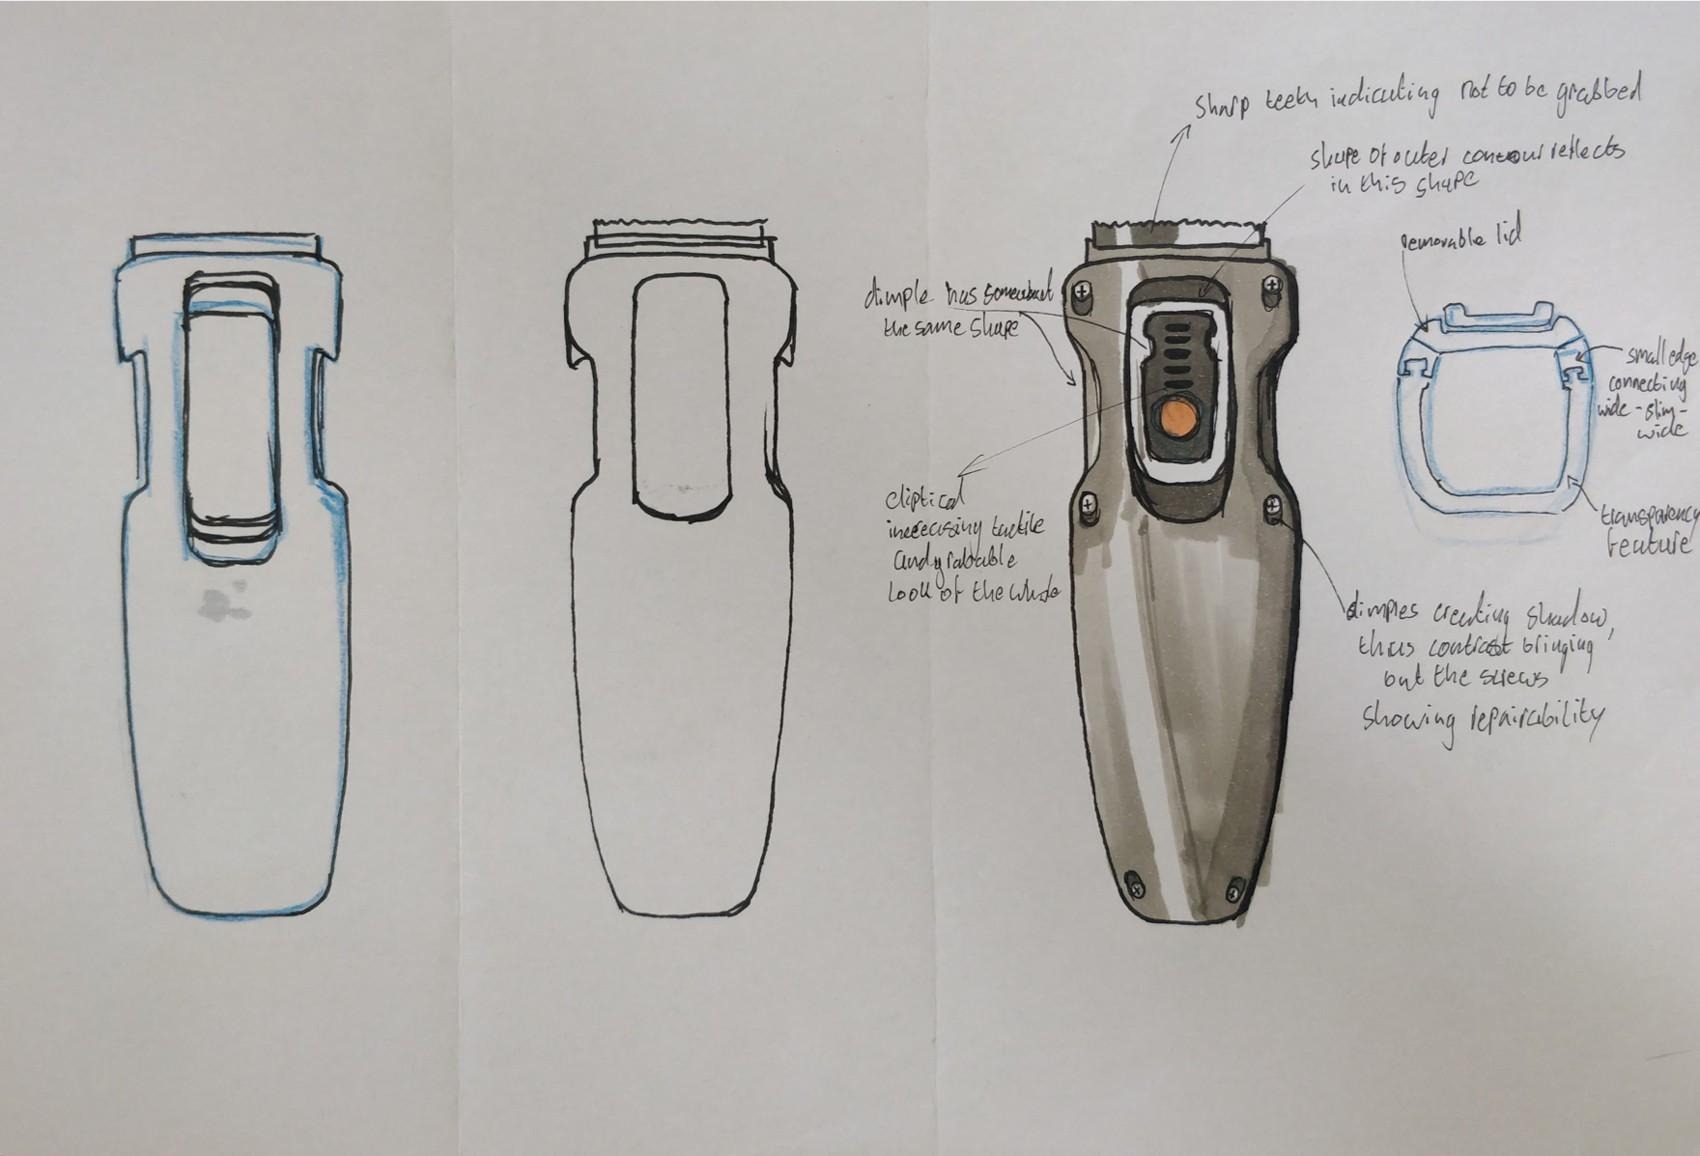 Sharp teeth indicating not to be grabbed
shape of outer contour reflects
in this shape
removable lid
dimple has somewhat
the same shape
small edge
connecting
wide - slim -
wide
eliptical
increasing tactile
and grabable
look of the whole
transparency
feature
dimples creating shadow,
thus contrast bringing
out the screws
showing repairability